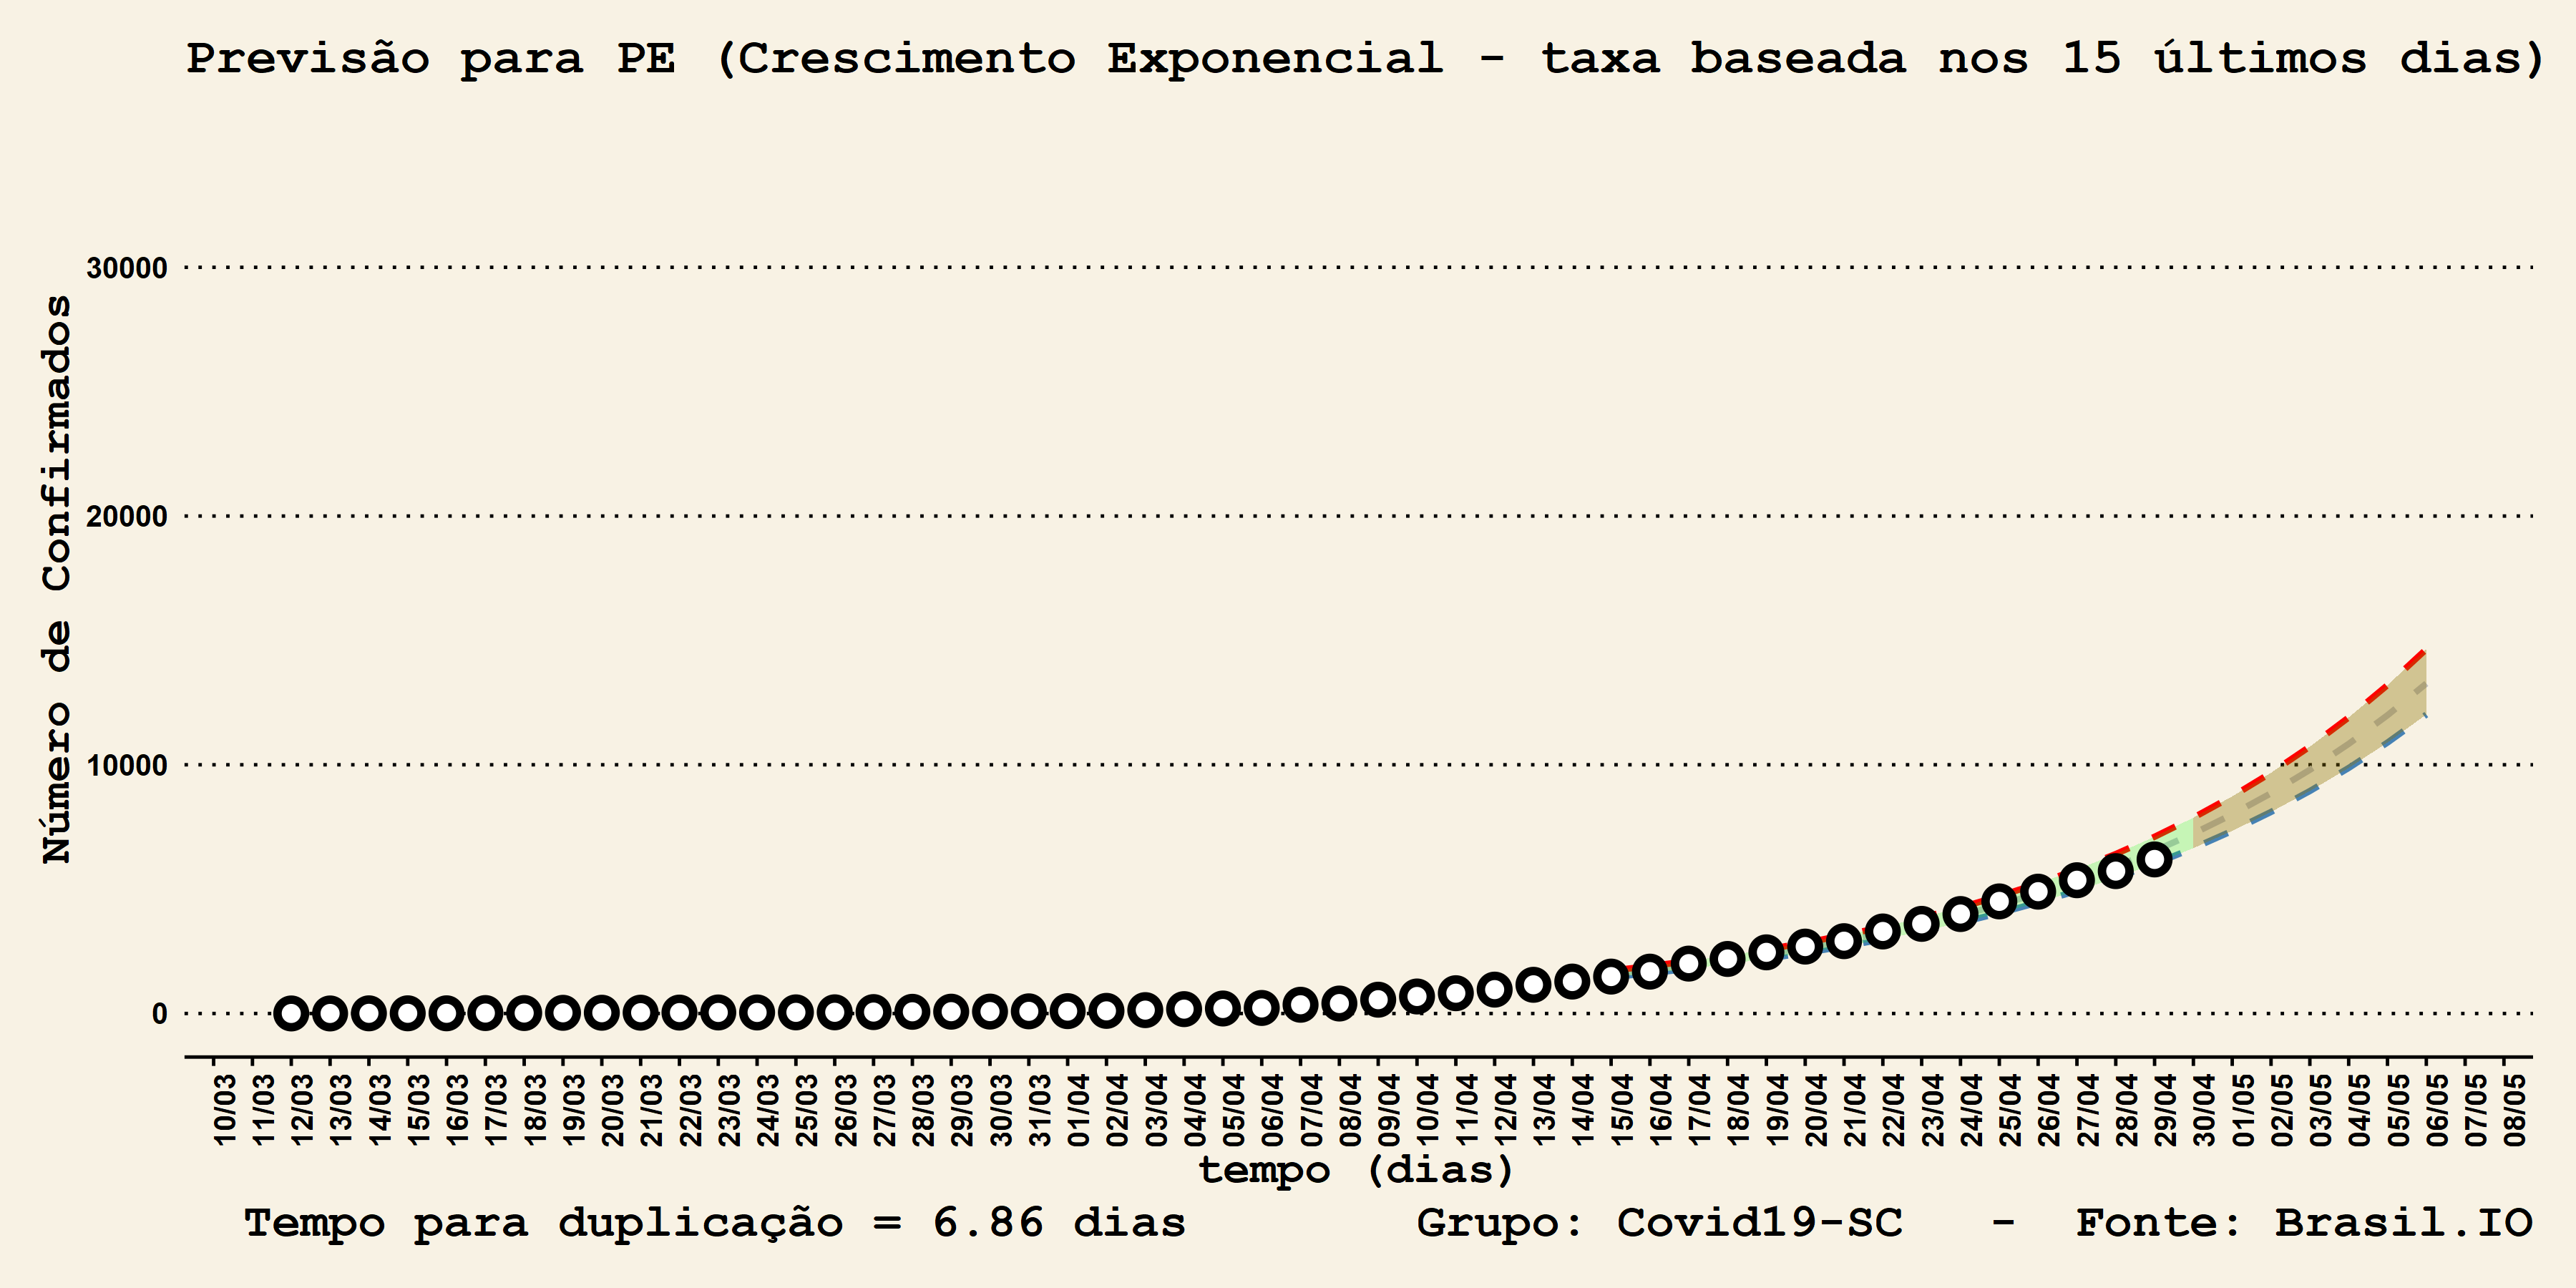 Previsão para PE (Crescimento Exponencial - taxa baseada nos 15 últimos dias)
Número de Confirmados
30000
20000
10000
0
10/03 11/03 12/03 13/03 14/03 15/03 16/03 17/03 18/03 19/03 20/03 21/03 22/03 23/03 24/03 25/03 26/03 27/03 28/03 29/03 30/03 31/03 01/04 02/04 03/04 04/04 05/04 06/04 07/04 08/04 09/04 10/04 11/04 12/04 13/04 14/04 15/04 16/04 17/04 18/04 19/04 20/04 21/04 22/04 23/04 24/04 25/04 26/04 27/04 28/04 29/04 30/04 01/05 02/05 03/05 04/05 05/05 06/05 07/05 08/05
tempo (dias)
Tempo para duplicação = 6.86 dias Grupo: Covid19-SC - Fonte: Brasil.IO